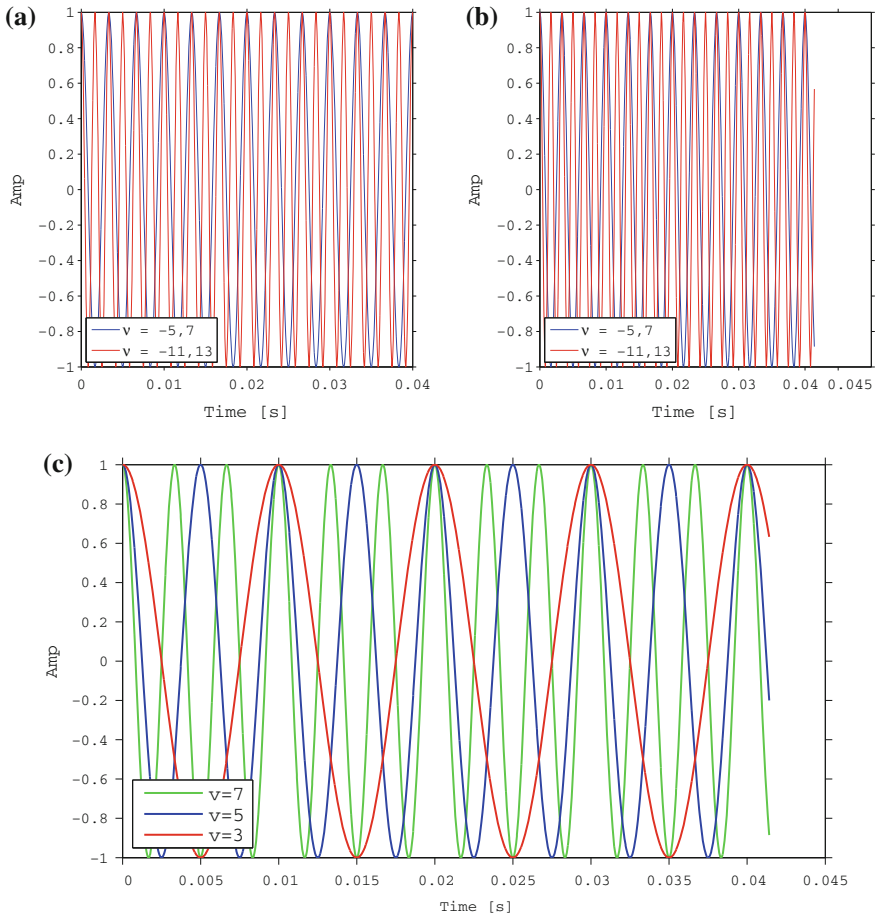 (a)
1
0.8
0.6
0.4
0.2
0
-0.2
-0.4
-0.6
-0.8
-1
Amp
ν = -5,7
ν = -11,13
0 0.01 0.02 0.03 0.04
Time [s]
(b)
1
0.8
0.6
0.4
0.2
0
-0.2
-0.4
-0.6
-0.8
-1
Amp
ν = -5,7
ν = -11,13
0 0.01 0.02 0.03 0.04 0.045
Time [s]
(c)
1
0.8
0.6
0.4
0.2
0
-0.2
-0.4
-0.6
-0.8
-1
Amp
v=7
v=5
v=3
0 0.005 0.01 0.015 0.02 0.025 0.03 0.035 0.04 0.045
Time [s]